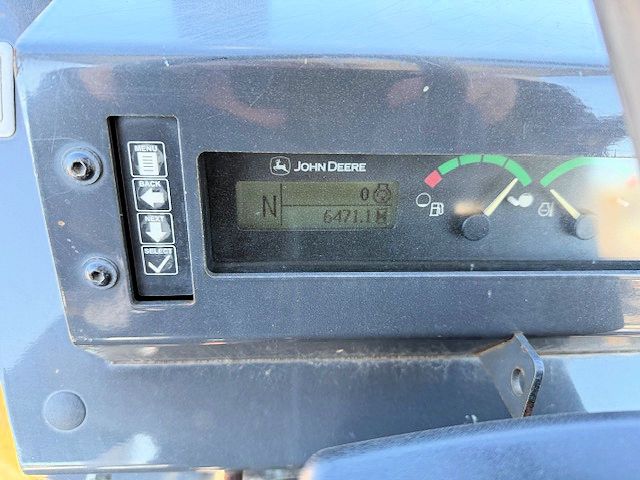 MENU
BACK
NEXT
SELECT
JOHN DEERE
N
0
6471.1 H